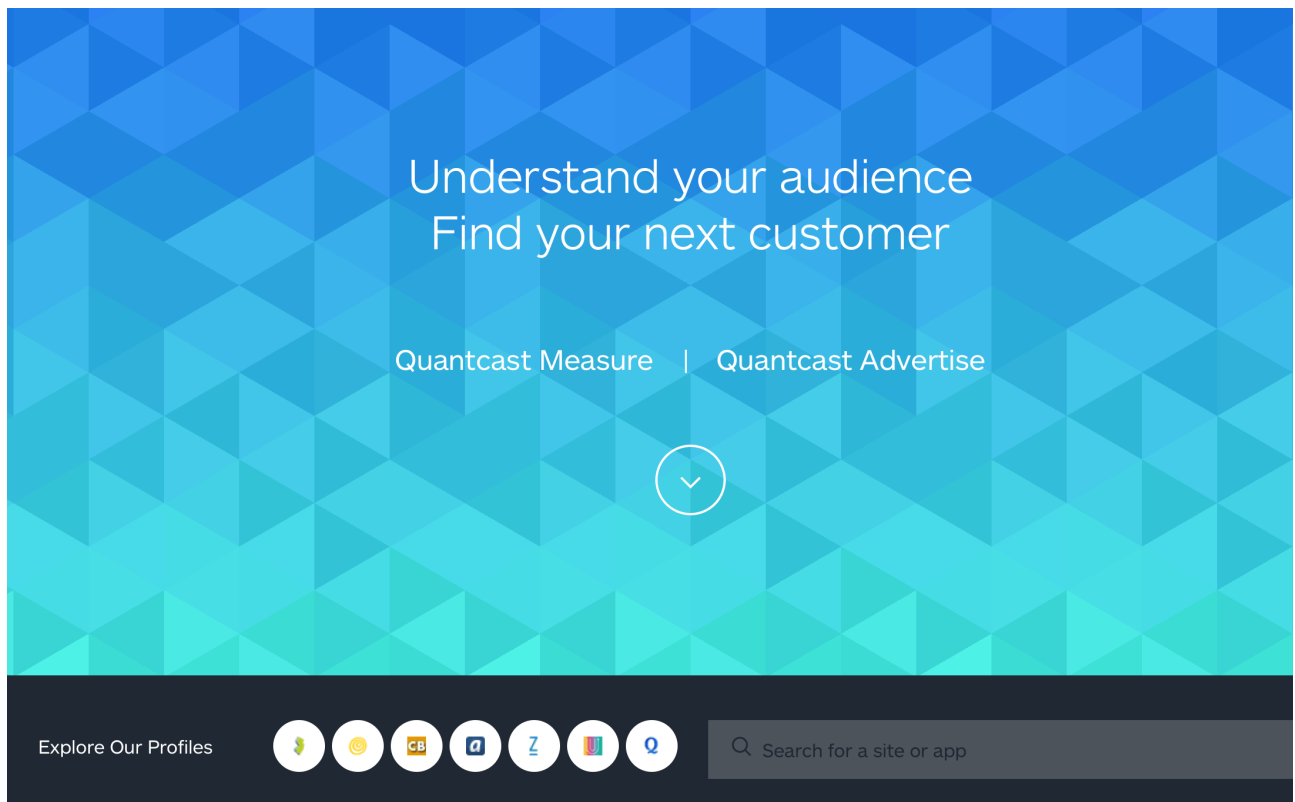 Understand your audience
Find your next customer
Quantcast Measure | Quantcast Advertise
Explore Our Profiles
CB
a
Z
U
Q
Search for a site or app